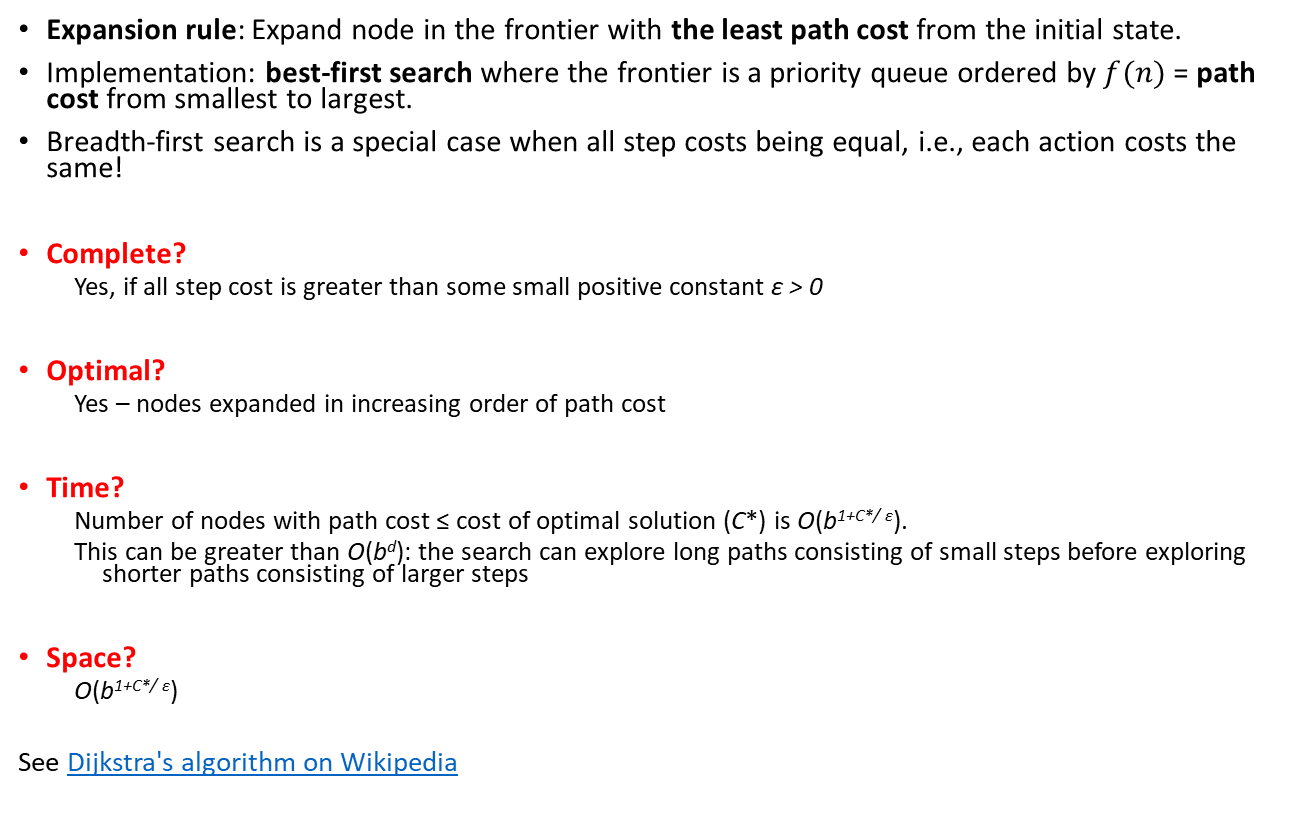 • Expansion rule: Expand node in the frontier with the least path cost from the initial state.
• Implementation: best-first search where the frontier is a priority queue ordered by f(n) = path
cost from smallest to largest.
• Breadth-first search is a special case when all step costs being equal, i.e., each action costs the
same!
• Complete?
Yes, if all step cost is greater than some small positive constant ε > 0
• Optimal?
Yes – nodes expanded in increasing order of path cost
• Time?
Number of nodes with path cost ≤ cost of optimal solution (C*) is O(b^{1+C*/ ε}).
This can be greater than O(b^d): the search can explore long paths consisting of small steps before exploring
shorter paths consisting of larger steps
• Space?
O(b^{1+C*/ ε})
See Dijkstra's algorithm on Wikipedia